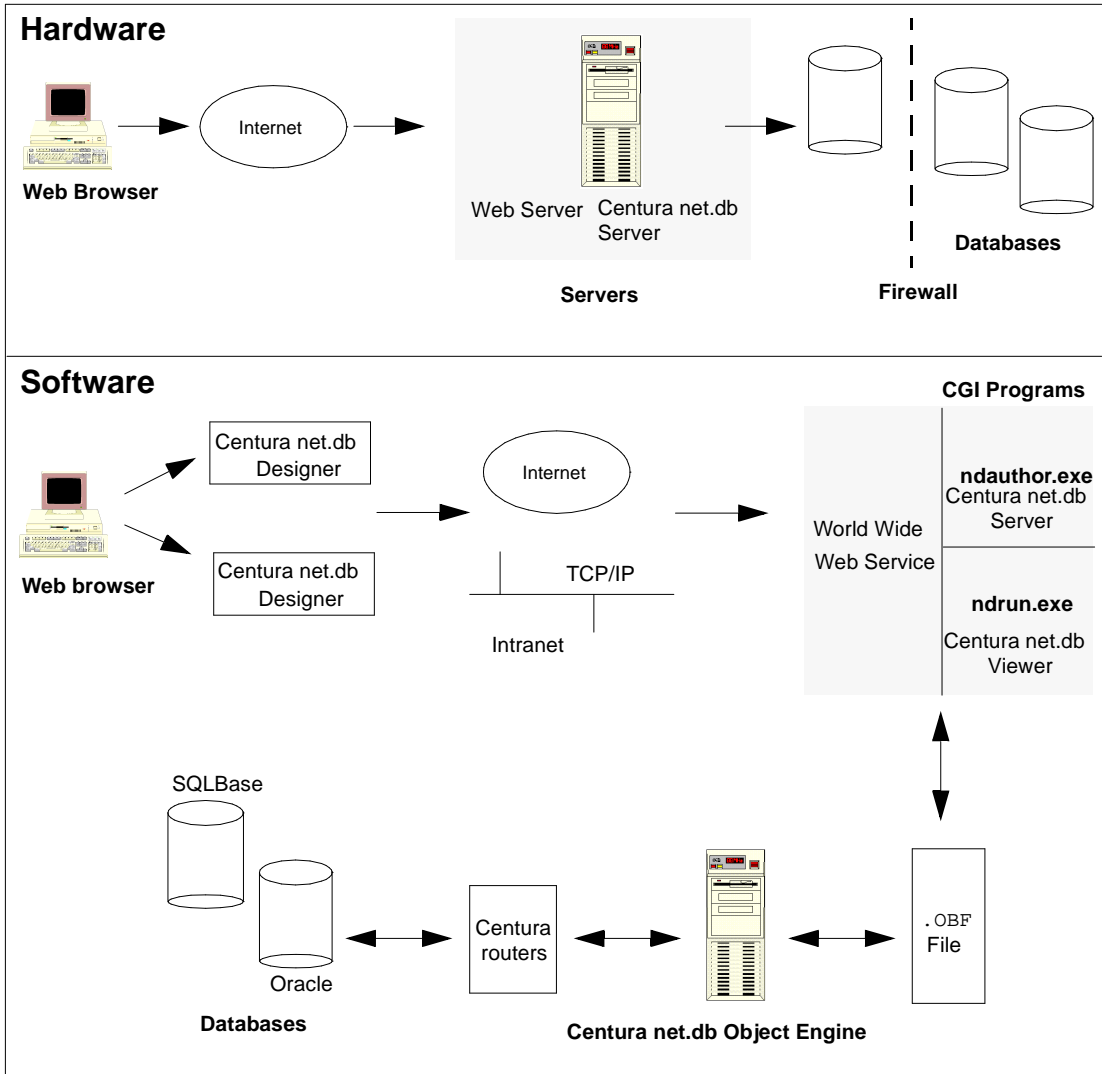 Hardware
Internet
Web Browser
Web Server
Centura net.db
Server
Servers
Firewall
Databases
Software
CGI Programs
Centura net.db
Designer
Internet
ndauthor.exe
Centura net.db
Server
World Wide
Web Service
Web browser
Centura net.db
Designer
TCP/IP
Intranet
ndrun.exe
Centura net.db
Viewer
SQLBase
Oracle
Databases
Centura
routers
Centura net.db Object Engine
.OBF
File